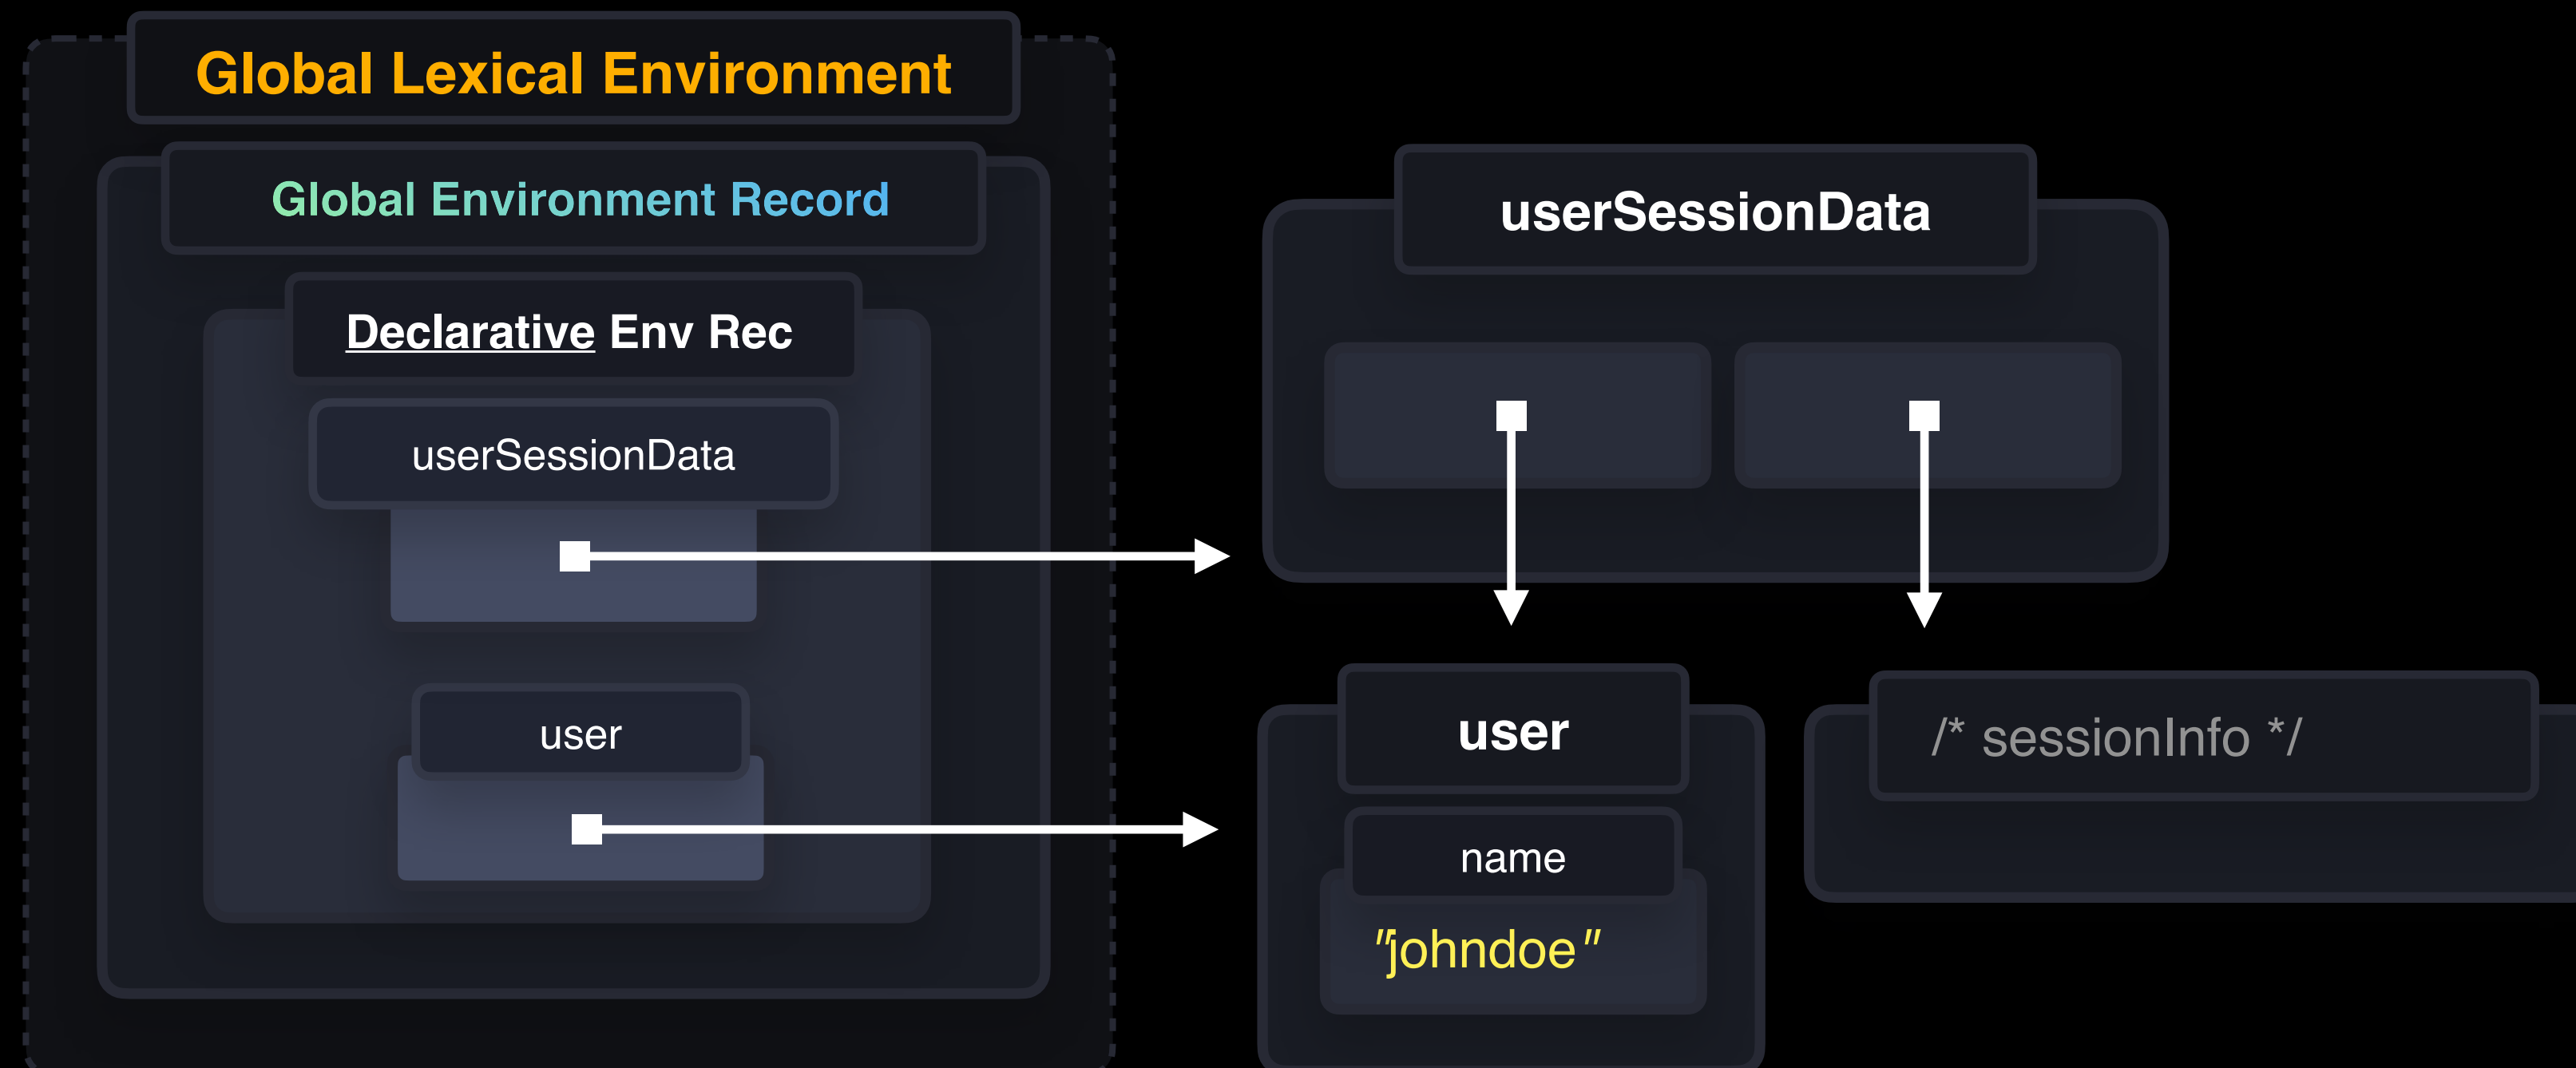 Global Lexical Environment
Global Environment Record
Declarative Env Rec
userSessionData
user
userSessionData
user
name
"johndoe"
/* sessionInfo */